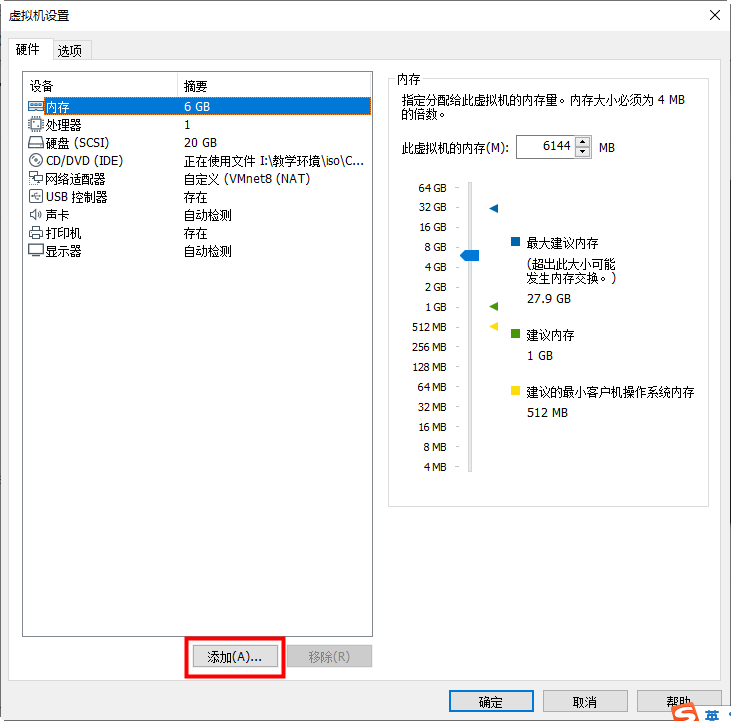 虚拟机设置
硬件 选项
设备 摘要
内存 6 GB
处理器 1
硬盘 (SCSI) 20 GB
CD/DVD (IDE) 正在使用文件 I:\教学环境\iso\C...
网络适配器 自定义 (VMnet8 (NAT)
USB 控制器 存在
声卡 自动检测
打印机 存在
显示器 自动检测
添加(A)... 移除(R)
内存
指定分配给此虚拟机的内存量。内存大小必须为 4 MB
的倍数。
此虚拟机的内存(M): 6144 MB
64 GB
32 GB
16 GB
8 GB
4 GB
2 GB
1 GB
512 MB
256 MB
128 MB
64 MB
32 MB
16 MB
8 MB
4 MB
最大建议内存
(超出此大小可能
发生内存交换。)
27.9 GB
建议内存
1 GB
建议的最小客户机操作系统内存
512 MB
确定 取消 帮助
S 英